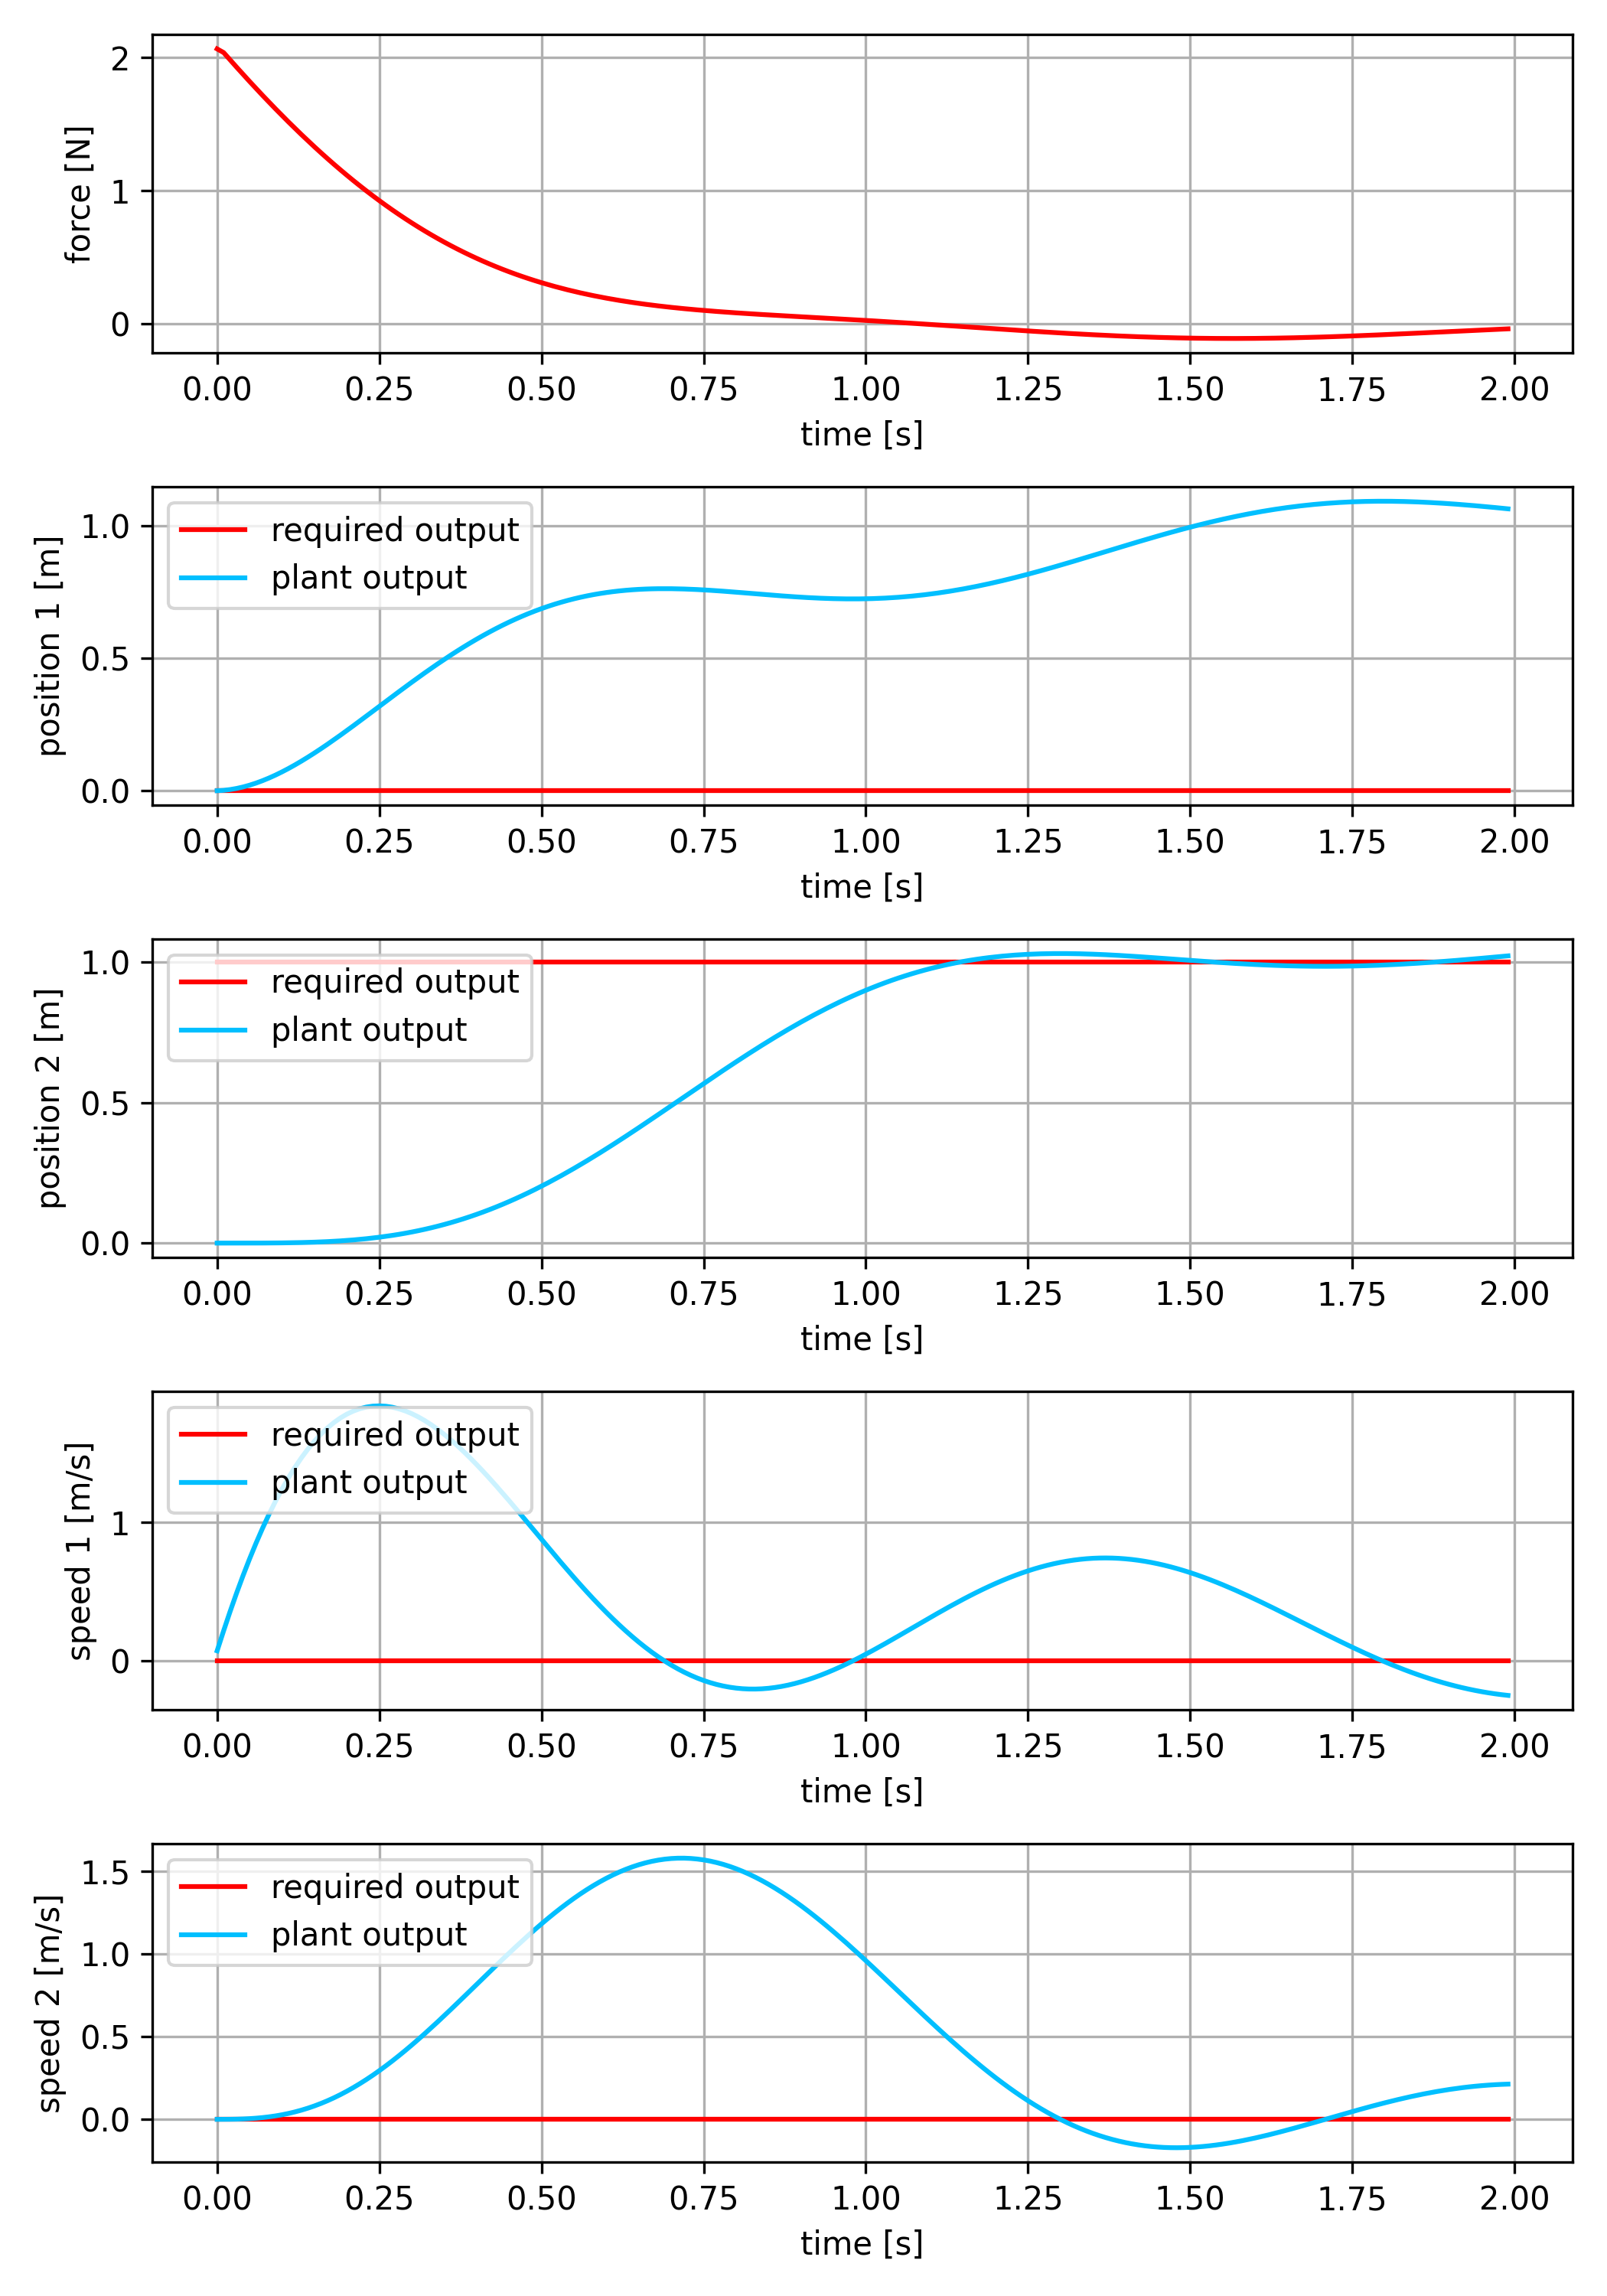 force [N]
2
1
0
0.00 0.25 0.50 0.75 1.00 1.25 1.50 1.75 2.00
time [s]
position 1 [m]
1.0
0.5
0.0
required output
plant output
0.00 0.25 0.50 0.75 1.00 1.25 1.50 1.75 2.00
time [s]
position 2 [m]
1.0
0.5
0.0
required output
plant output
0.00 0.25 0.50 0.75 1.00 1.25 1.50 1.75 2.00
time [s]
speed 1 [m/s]
1
0
required output
plant output
0.00 0.25 0.50 0.75 1.00 1.25 1.50 1.75 2.00
time [s]
speed 2 [m/s]
1.5
1.0
0.5
0.0
required output
plant output
0.00 0.25 0.50 0.75 1.00 1.25 1.50 1.75 2.00
time [s]